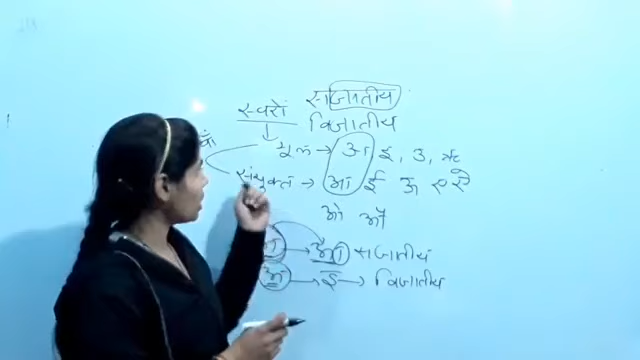 स्वरों सजातीय
विजातीय
मूल → अ इ, उ, ऋ
संयुक्त → आ ई ऊ ए ऐ
ओ औ
→ आ सजातीय
अ → इ → विजातीय